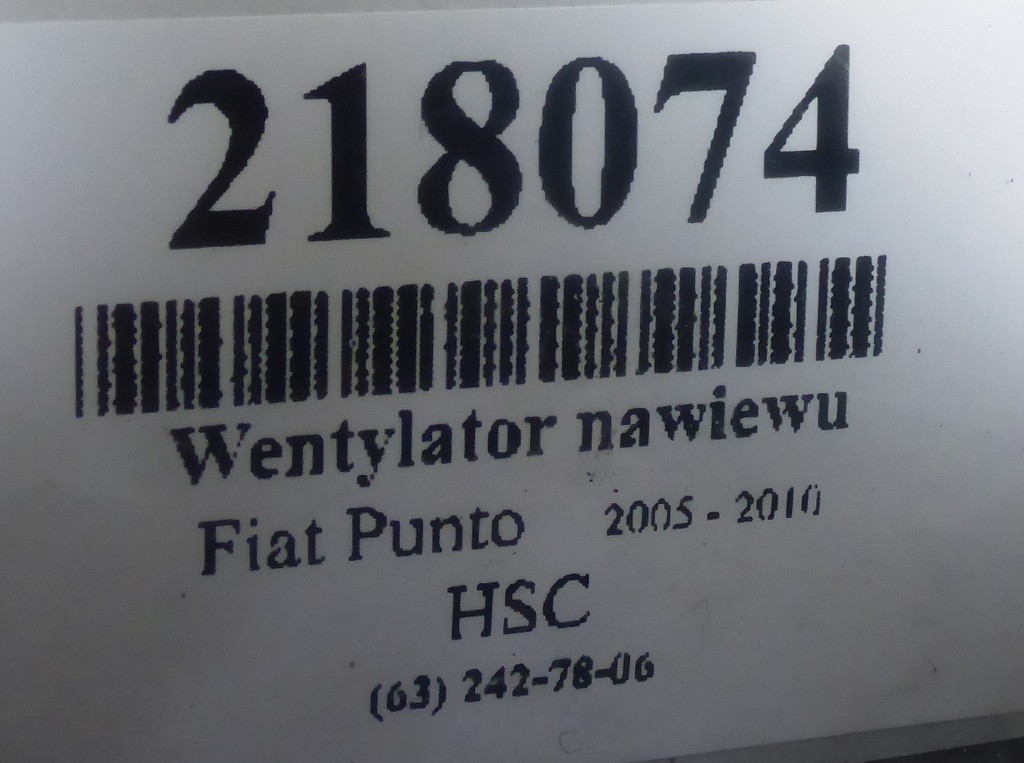 218074
Wentylator nawiewu
Fiat Punto 2005 - 2010
HSC
(63) 242-78-06